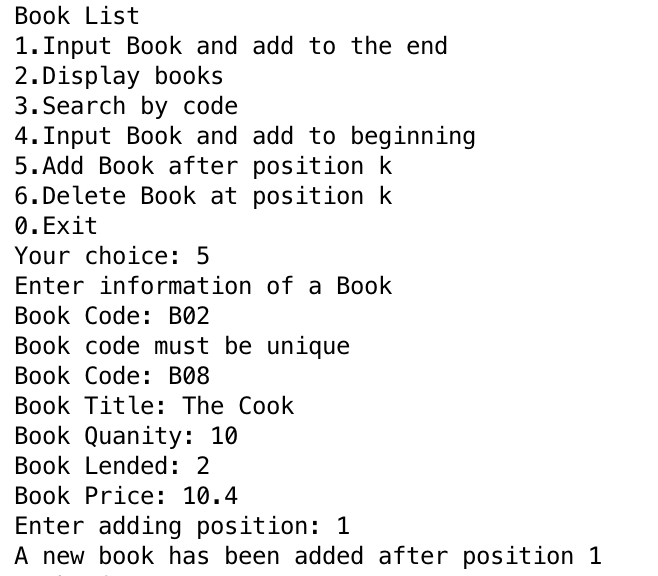 Book List
1.Input Book and add to the end
2.Display books
3.Search by code
4.Input Book and add to beginning
5.Add Book after position k
6.Delete Book at position k
0.Exit
Your choice: 5
Enter information of a Book
Book Code: B02
Book code must be unique
Book Code: B08
Book Title: The Cook
Book Quanity: 10
Book Lended: 2
Book Price: 10.4
Enter adding position: 1
A new book has been added after position 1